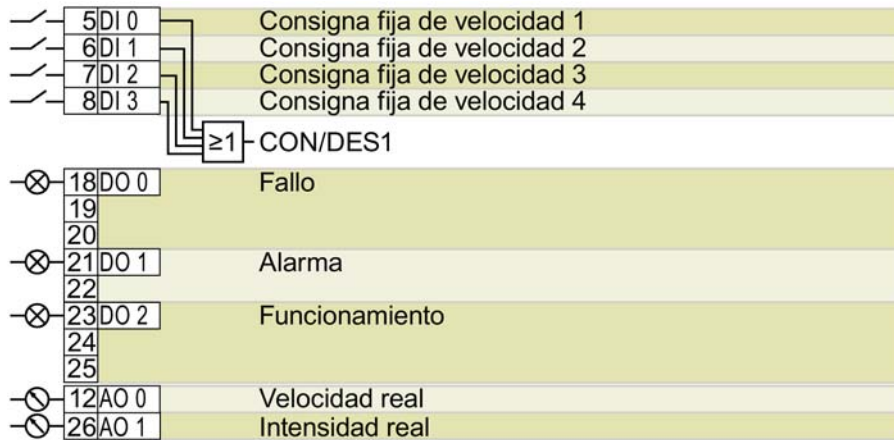 5 DI 0 Consigna fija de velocidad 1
6 DI 1 Consigna fija de velocidad 2
7 DI 2 Consigna fija de velocidad 3
8 DI 3 Consigna fija de velocidad 4
≥1 CON/DES1
18 DO 0 Fallo
19
20
21 DO 1 Alarma
22
23 DO 2 Funcionamiento
24
25
12 AO 0 Velocidad real
26 AO 1 Intensidad real